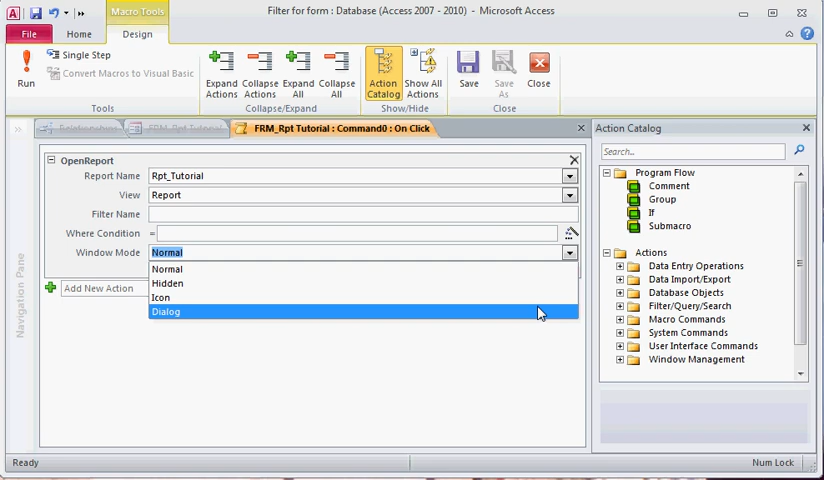 Macro Tools
Filter for form : Database (Access 2007 - 2010) - Microsoft Access
File
Home
Design
Run
Single Step
Convert Macros to Visual Basic
Tools
Expand Actions
Collapse Actions
Expand All
Collapse All
Collapse/Expand
Action Catalog
Show All Actions
Show/Hide
Save
Save As
Close
Close
Relationships
FRM_Rpt Tutorial
FRM_Rpt Tutorial : Command0 : On Click
OpenReport
Report Name Rpt_Tutorial
View Report
Filter Name
Where Condition =
Window Mode Normal
Normal
Hidden
Icon
Dialog
Add New Action
Navigation Pane
Action Catalog
Search...
Program Flow
Comment
Group
If
Submacro
Actions
Data Entry Operations
Data Import/Export
Database Objects
Filter/Query/Search
Macro Commands
System Commands
User Interface Commands
Window Management
Ready
Num Lock